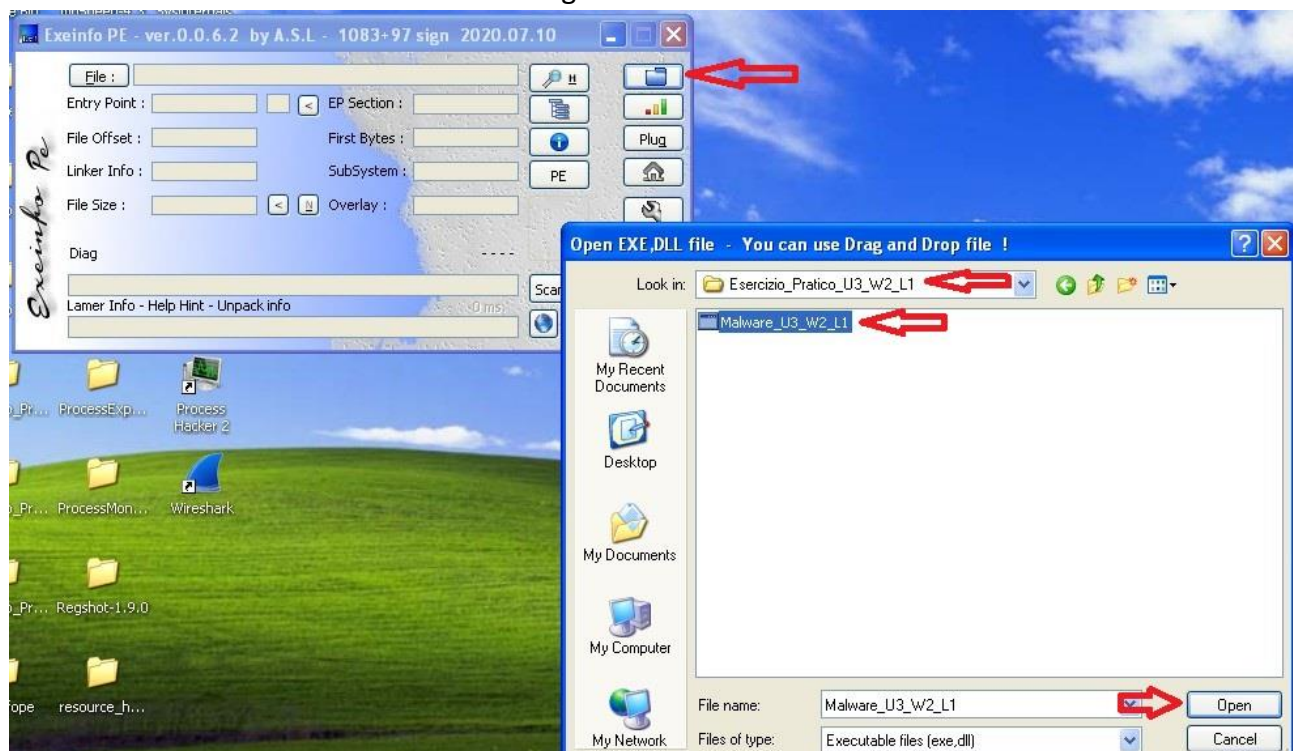 Exeinfo PE - ver.0.0.6.2 by A.S.L - 1083+97 sign 2020.07.10
File :
H
Entry Point :
<
EP Section :
File Offset :
First Bytes :
Plug
Linker Info :
SubSystem :
PE
File Size :
<
N
Overlay :
Diag
----
Scan
Lamer Info - Help Hint - Unpack info
Exeinfo Pe
Open EXE,DLL file - You can use Drag and Drop file !
Look in:
Esercizio_Pratico_U3_W2_L1
Malware_U3_W2_L1
My Recent
Documents
Desktop
My Documents
My Computer
My Network
File name:
Malware_U3_W2_L1
Open
Files of type:
Executable files (exe,dll)
Cancel
ProcessExp...
Process
Hacker 2
ProcessMon...
Wireshark
Regshot-1.9.0
resource_h...